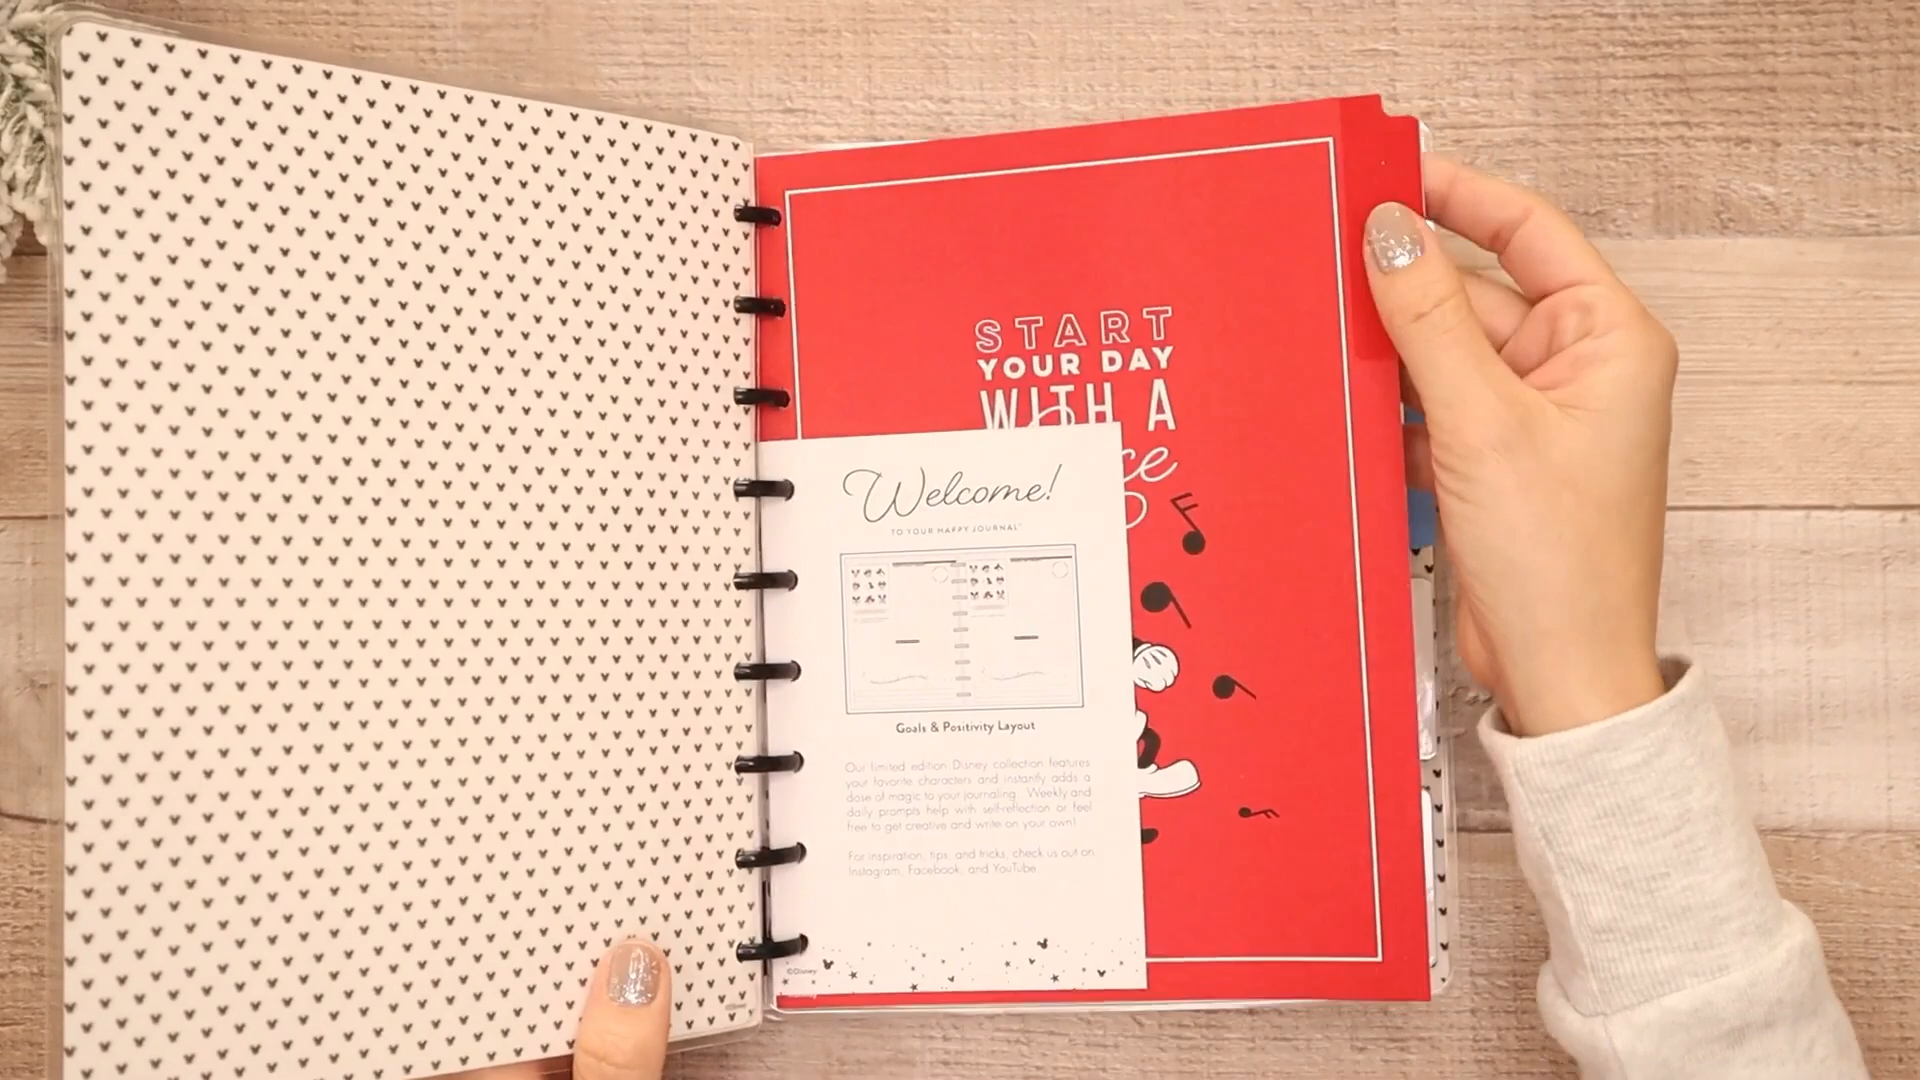 START
YOUR DAY
WITH A
Welcome!
TO YOUR HAPPY JOURNAL
Goals & Positivity Layout
Our limited edition Disney collection features
your favorite characters and instantly adds a
dose of magic to your journaling. Weekly and
daily prompts help with self-reflection or feel
free to get creative and write on your own!
For inspiration, tips, and tricks, check us out on
Instagram, Facebook, and YouTube.
©Disney